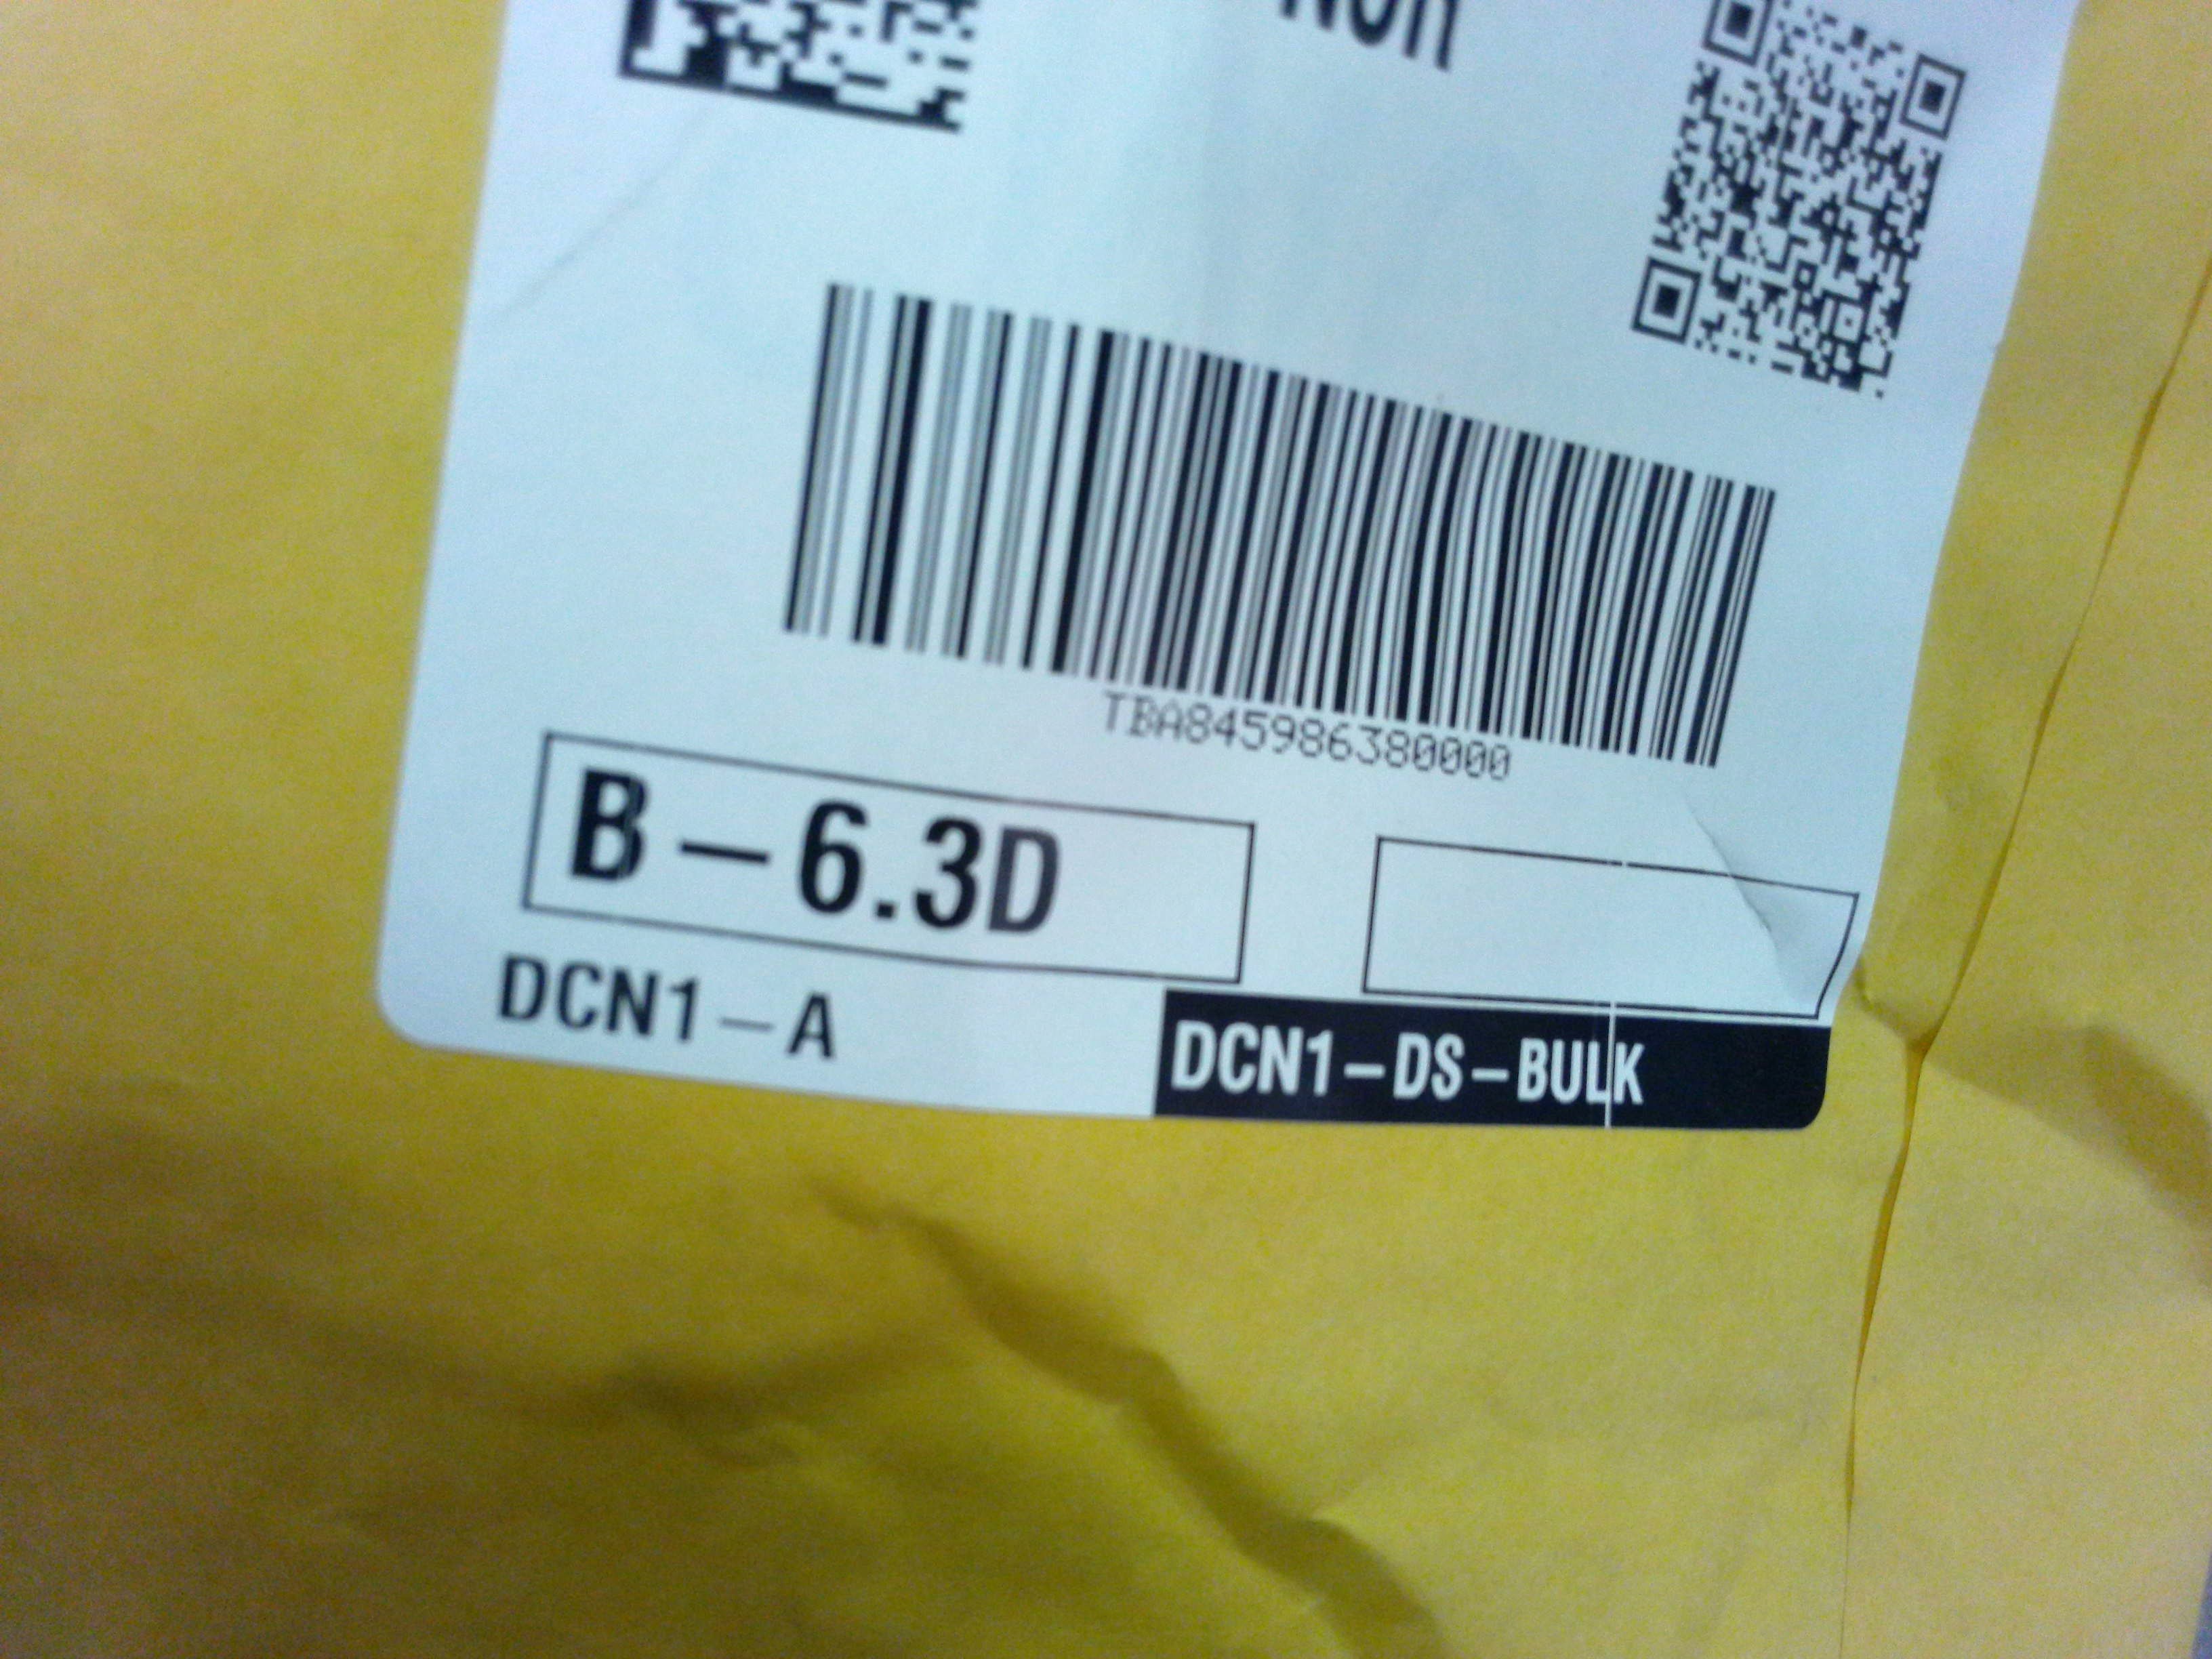 TBA845986380000
B-6.3D
DCN1-A
DCN1-DS-BULK